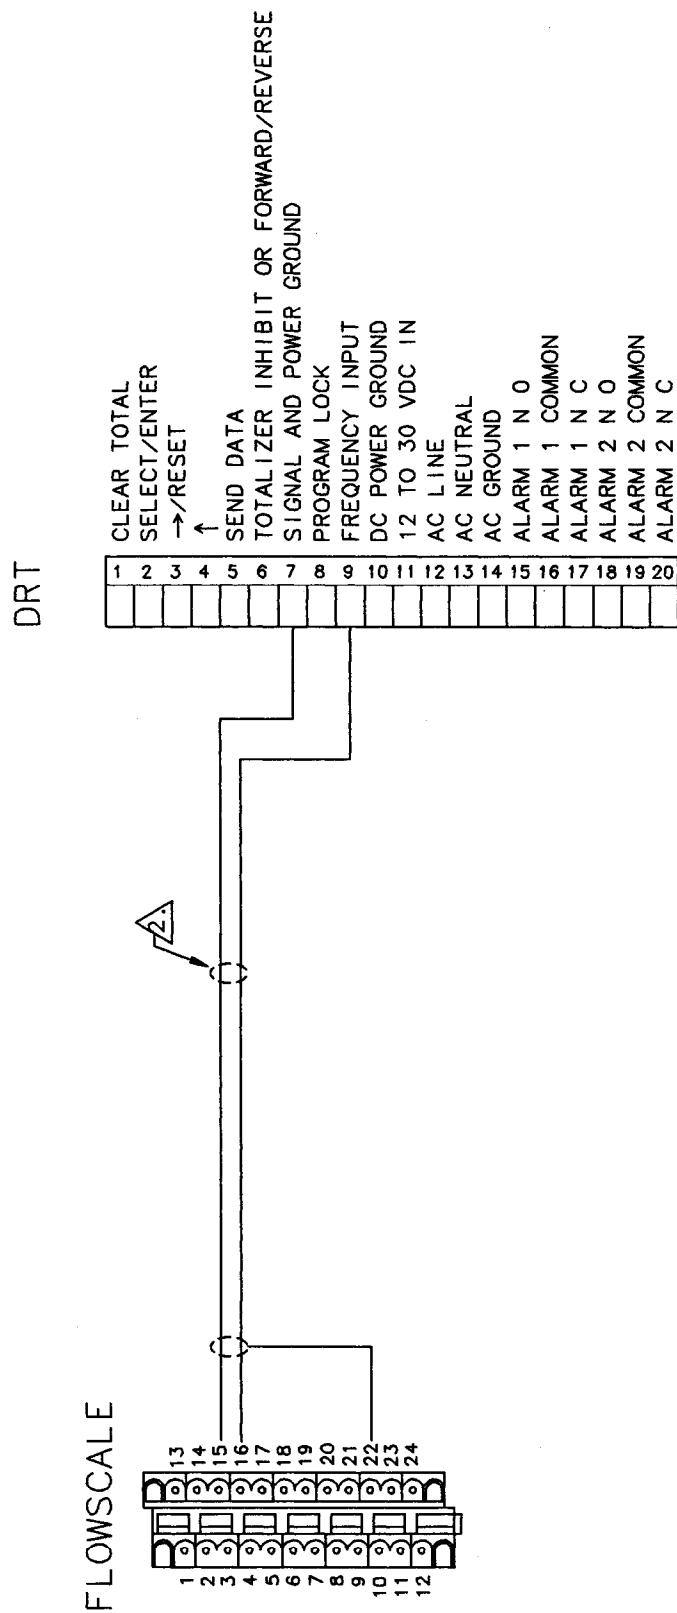 DRT
1 CLEAR TOTAL
2 SELECT/ENTER
3 →/RESET
4 ↑
5 SEND DATA
6 TOTALIZER INHIBIT OR FORWARD/REVERSE
7 SIGNAL AND POWER GROUND
8 PROGRAM LOCK
9 FREQUENCY INPUT
10 DC POWER GROUND
11 12 TO 30 VDC IN
12 AC LINE
13 AC NEUTRAL
14 AC GROUND
15 ALARM 1 N O
16 ALARM 1 COMMON
17 ALARM 1 N C
18 ALARM 2 N O
19 ALARM 2 COMMON
20 ALARM 2 N C
2.
FLOWSCALE
13
14
15
16
17
18
19
20
21
22
23
24
1
2
3
4
5
6
7
8
9
10
11
12